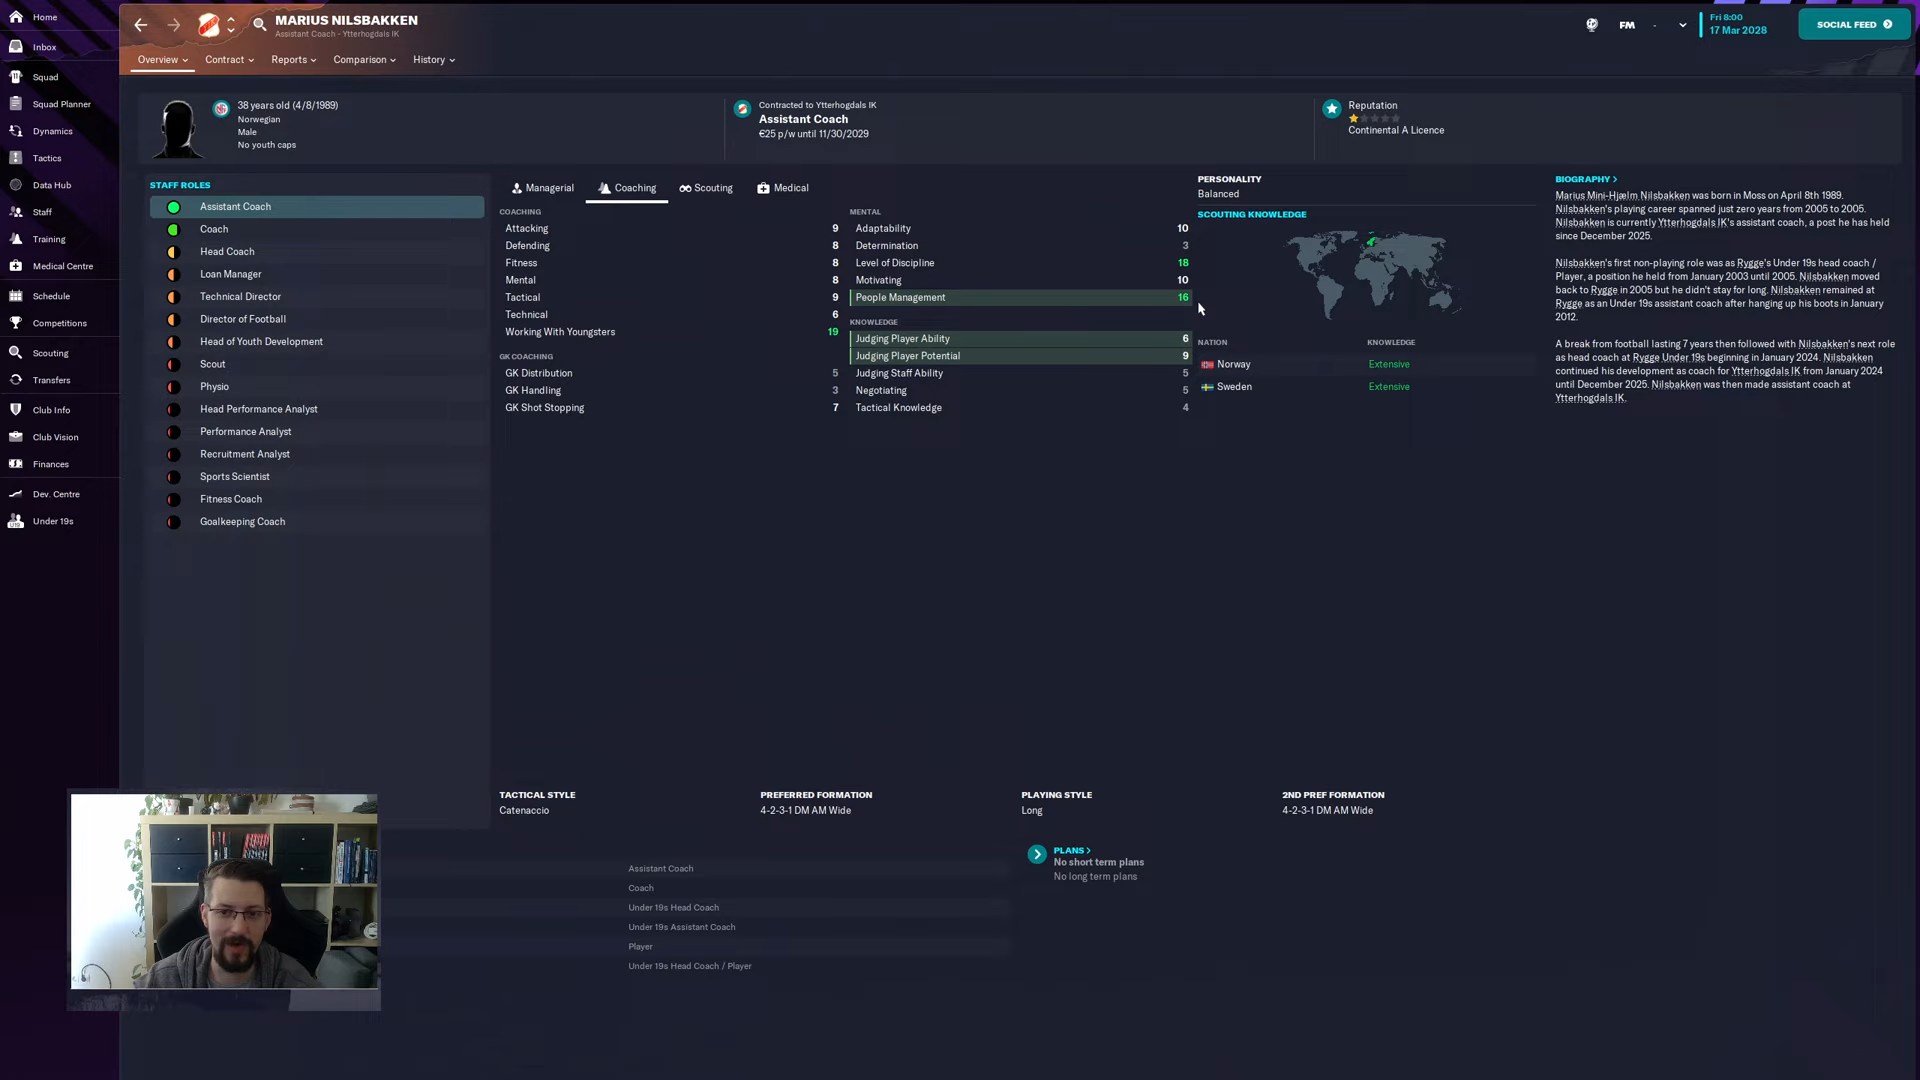 Home
Inbox
Squad
Squad Planner
Dynamics
Tactics
Data Hub
Staff
Training
Medical Centre
Schedule
Competitions
Scouting
Transfers
Club Info
Club Vision
Finances
Dev. Centre
Under 19s
MARIUS NILSBAKKEN
Assistant Coach - Ytterhogdals IK
FM
-
Fri 8:00
17 Mar 2028
SOCIAL FEED
Overview
Contract
Reports
Comparison
History
38 years old (4/8/1989)
Norwegian
Male
No youth caps
Contracted to Ytterhogdals IK
Assistant Coach
€25 p/w until 11/30/2029
Reputation
Continental A Licence
STAFF ROLES
Assistant Coach
Coach
Head Coach
Loan Manager
Technical Director
Director of Football
Head of Youth Development
Scout
Physio
Head Performance Analyst
Performance Analyst
Recruitment Analyst
Sports Scientist
Fitness Coach
Goalkeeping Coach
Managerial
Coaching
Scouting
Medical
COACHING
Attacking 9
Defending 8
Fitness 8
Mental 8
Tactical 9
Technical 6
Working With Youngsters 19
GK COACHING
GK Distribution 5
GK Handling 3
GK Shot Stopping 7
MENTAL
Adaptability 10
Determination 3
Level of Discipline 18
Motivating 10
People Management 16
KNOWLEDGE
Judging Player Ability 6
Judging Player Potential 9
Judging Staff Ability 5
Negotiating 5
Tactical Knowledge 4
PERSONALITY
Balanced
SCOUTING KNOWLEDGE
NATION KNOWLEDGE
Norway Extensive
Sweden Extensive
BIOGRAPHY >
Marius Mini-Hjælm Nilsbakken was born in Moss on April 8th 1989.
Nilsbakken's playing career spanned just zero years from 2005 to 2005.
Nilsbakken is currently Ytterhogdals IK's assistant coach, a post he has held
since December 2025.
Nilsbakken's first non-playing role was as Rygge's Under 19s head coach /
Player, a position he held from January 2003 until 2005. Nilsbakken moved
back to Rygge in 2005 but he didn't stay for long. Nilsbakken remained at
Rygge as an Under 19s assistant coach after hanging up his boots in January
2012.
A break from football lasting 7 years then followed with Nilsbakken's next role
as head coach at Rygge Under 19s beginning in January 2024. Nilsbakken
continued his development as coach for Ytterhogdals IK from January 2024
until December 2025. Nilsbakken was then made assistant coach at
Ytterhogdals IK.
TACTICAL STYLE
Catenaccio
PREFERRED FORMATION
4-2-3-1 DM AM Wide
PLAYING STYLE
Long
2ND PREF FORMATION
4-2-3-1 DM AM Wide
Assistant Coach
Coach
Under 19s Head Coach
Under 19s Assistant Coach
Player
Under 19s Head Coach / Player
PLANS >
No short term plans
No long term plans